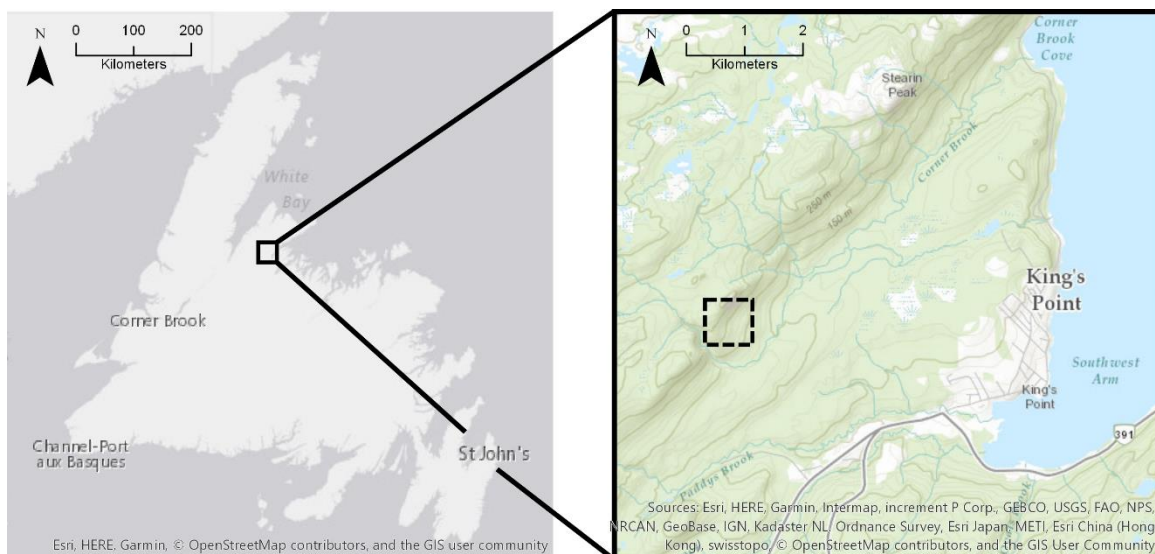 N
0 100 200
Kilometers
White
Bay
Corner Brook
Channel-Port
aux Basques
St John's
Esri, HERE, Garmin, © OpenStreetMap contributors, and the GIS user community
N
0 1 2
Kilometers
Corner
Brook
Cove
Stearin
Peak
Corner Brook
250 m
150 m
King's
Point
Southwest
Arm
King's
Point
391
Paddys Brook
Brook
Sources: Esri, HERE, Garmin, Intermap, increment P Corp., GEBCO, USGS, FAO, NPS,
NRCAN, GeoBase, IGN, Kadaster NL, Ordnance Survey, Esri Japan, METI, Esri China (Hong
Kong), swisstopo, © OpenStreetMap contributors, and the GIS User Community